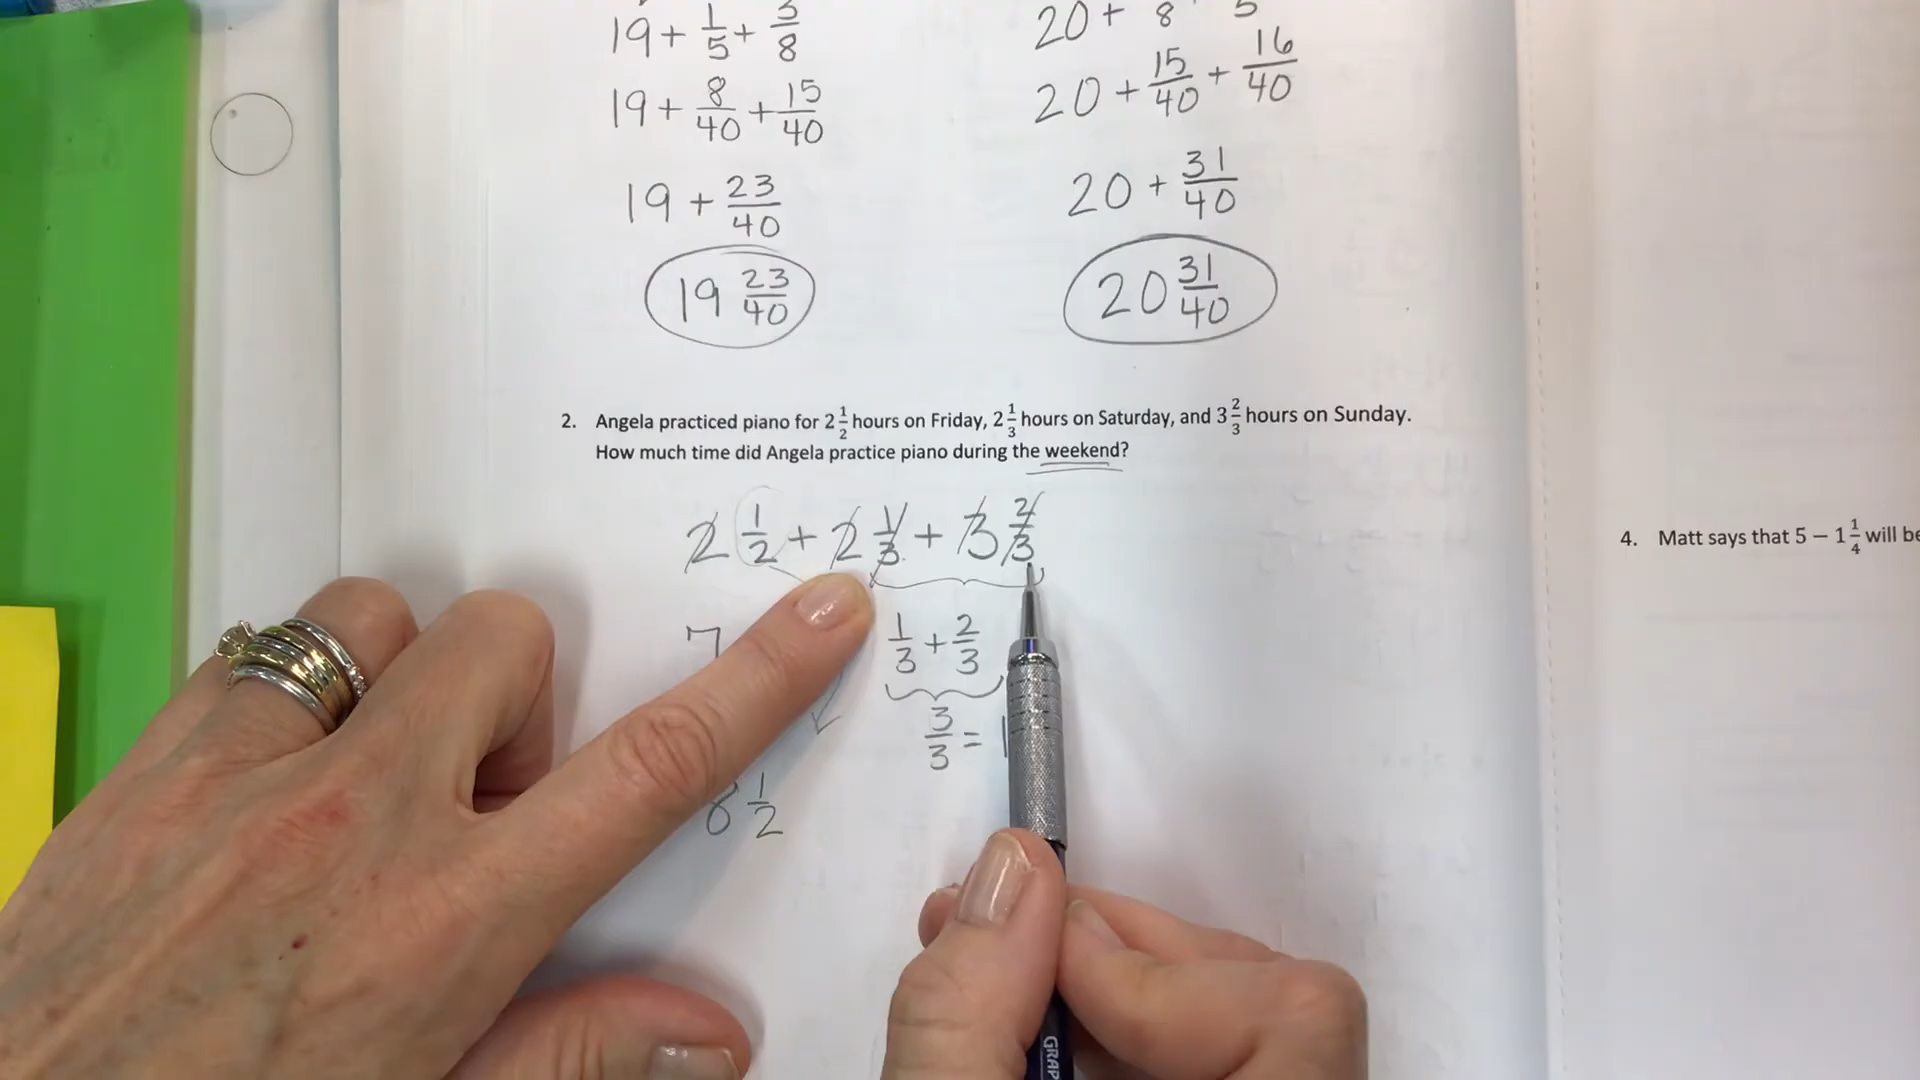 19 + 1/5 + 3/8
19 + 8/40 + 15/40
19 + 23/40
19 23/40
20 + 8 5
20 + 15/40 + 16/40
20 + 31/40
20 31/40
2. Angela practiced piano for 2 1/2 hours on Friday, 2 1/3 hours on Saturday, and 3 2/3 hours on Sunday.
How much time did Angela practice piano during the weekend?
2 1/2 + 2 1/3 + 3 2/3
7
1/3 + 2/3
3/3 = 1
8 1/2
4. Matt says that 5 – 1 1/4 will be
GRAP